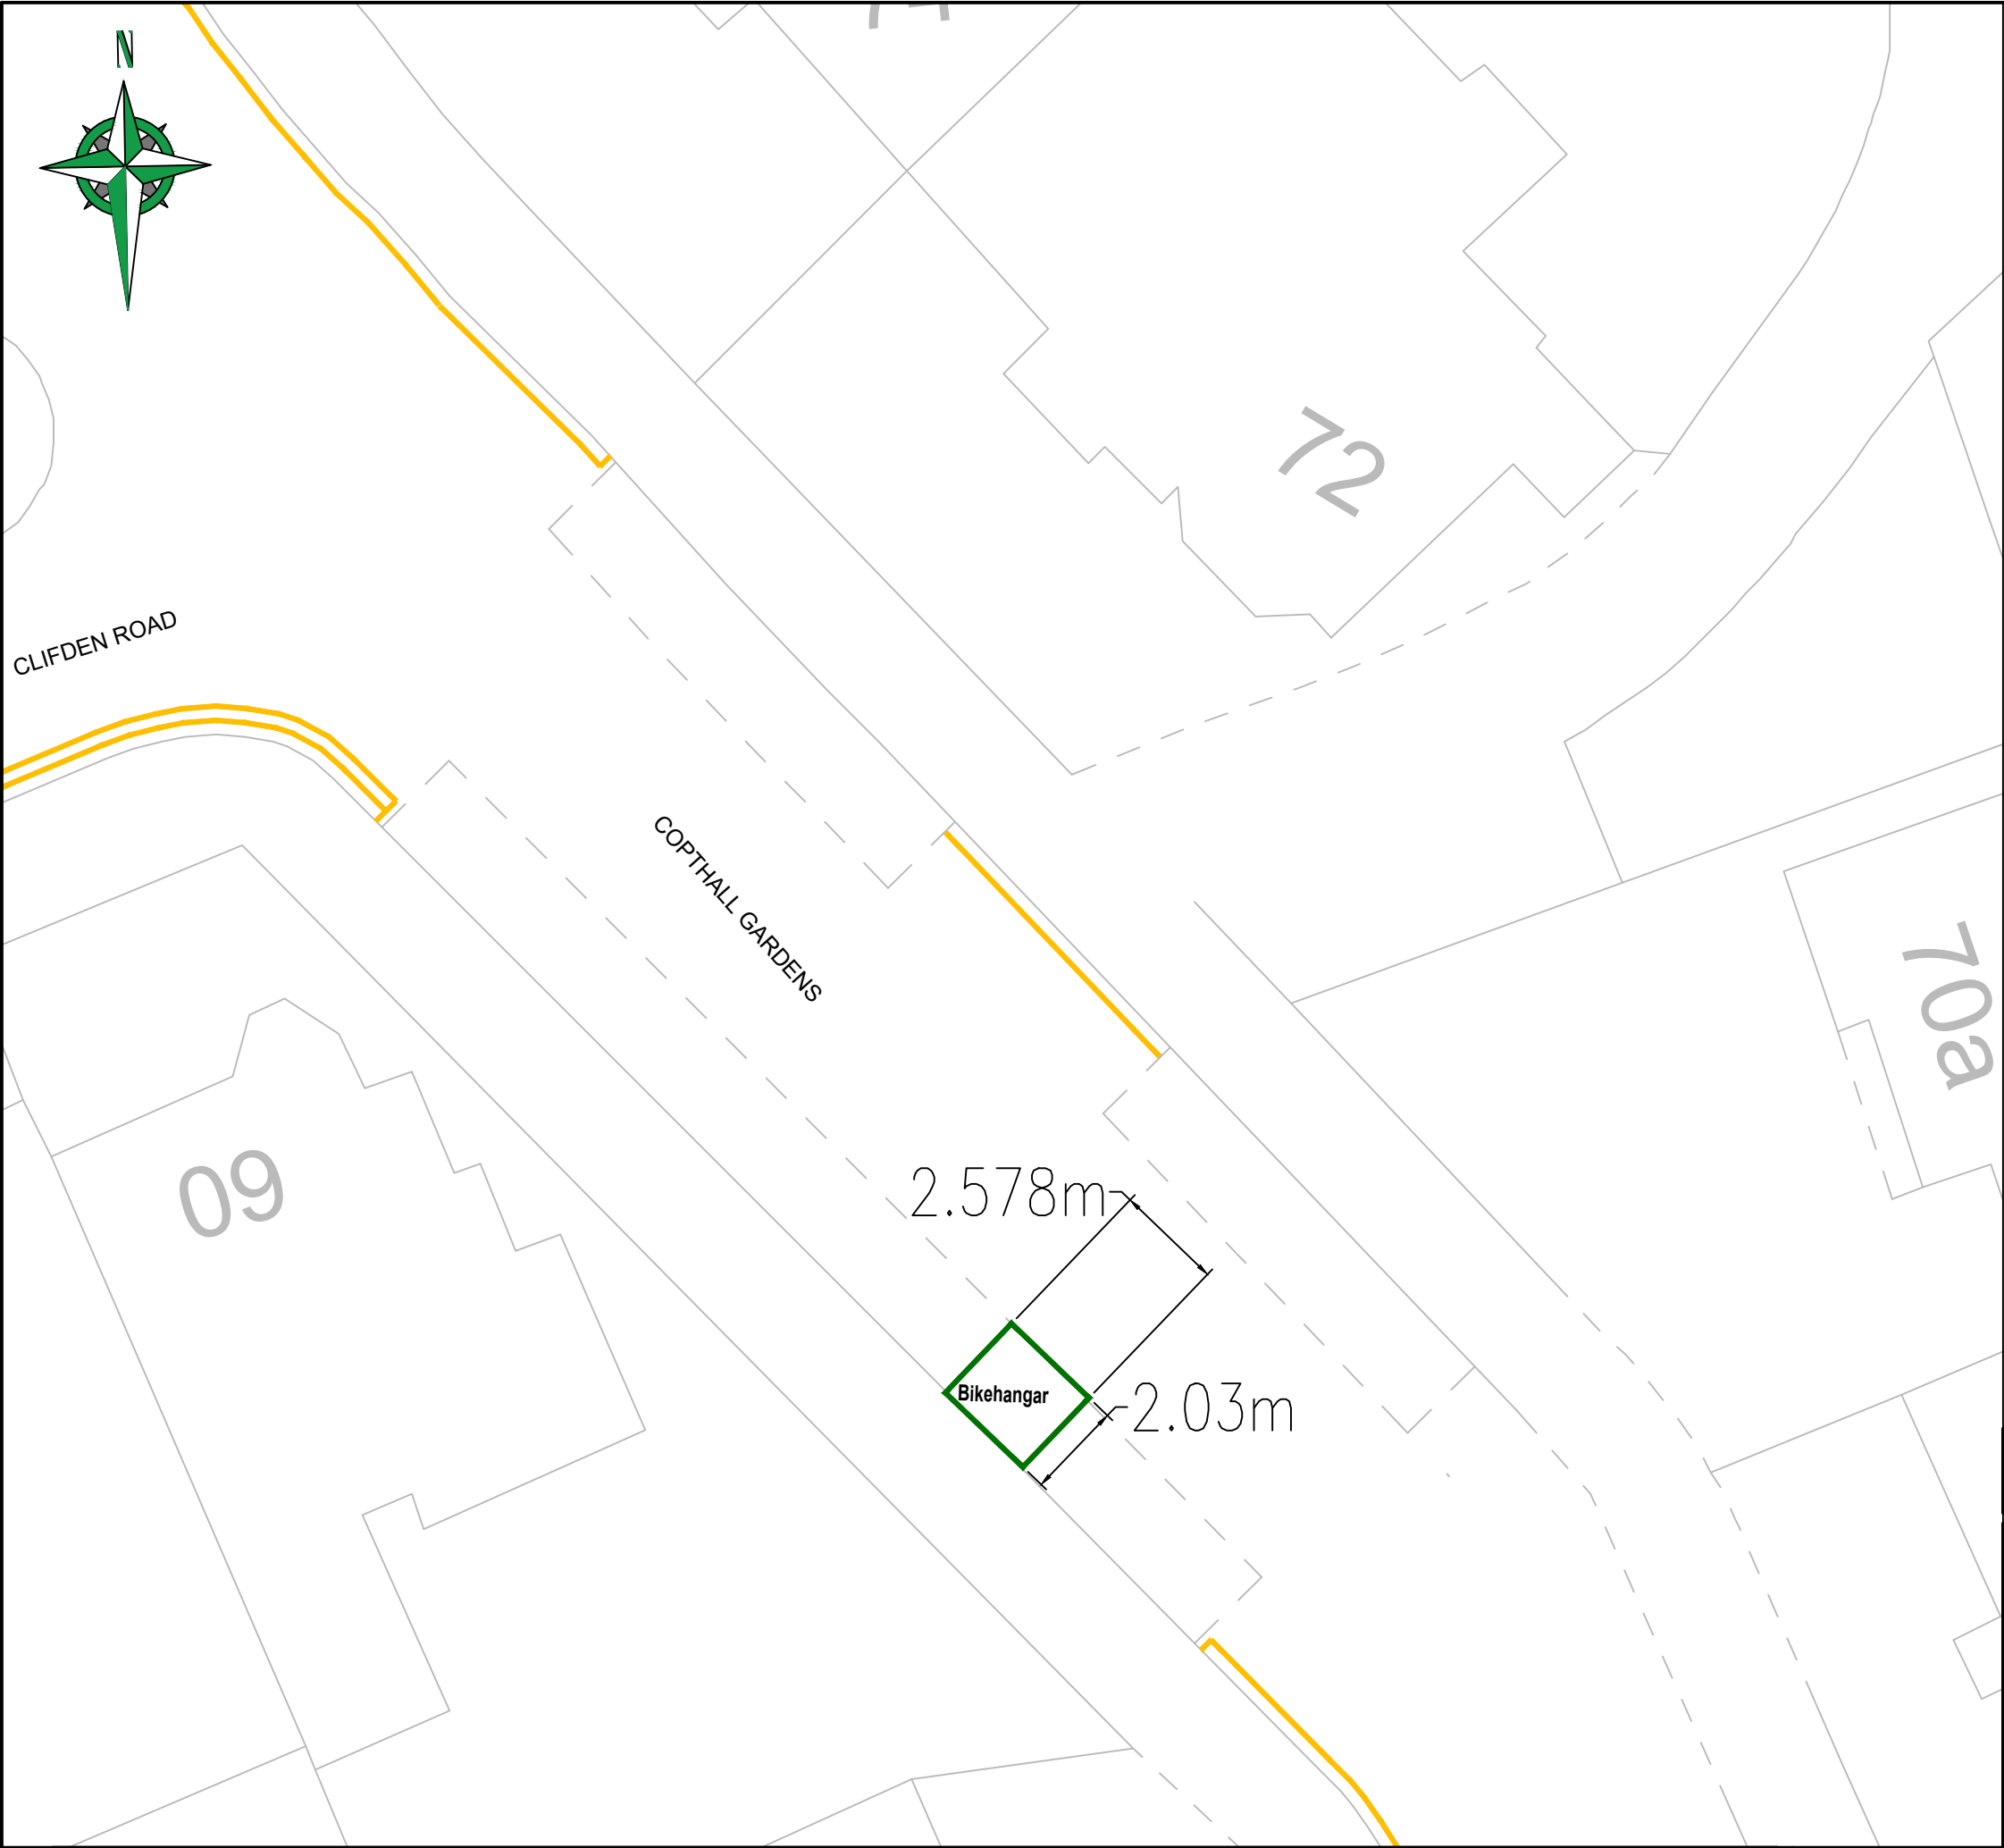 N
72
CLIFDEN ROAD
COPTHALL GARDENS
70a
60
2.578m
Bikehangar
2.03m